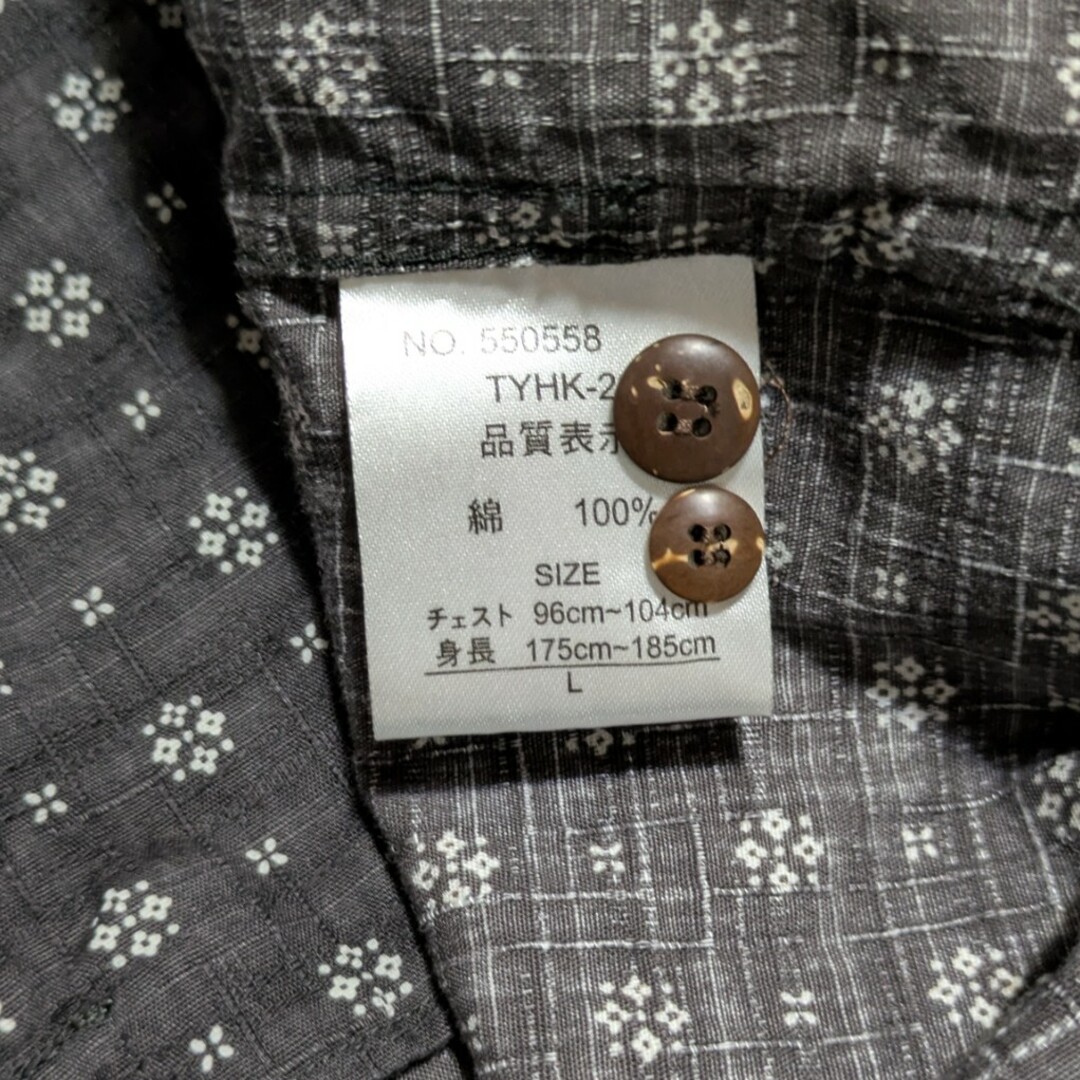 NO. 550558
TYHK-2
品質表示
綿 100%
SIZE
チェスト 96cm~104cm
身長 175cm~185cm
L